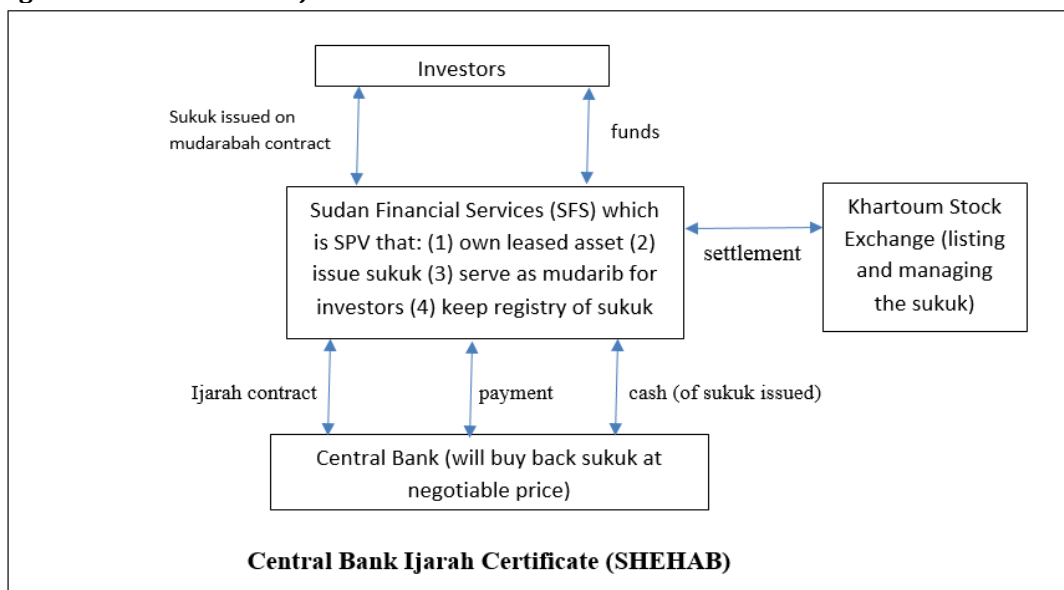 Investors
Sukuk issued on
mudarabah contract
funds
Sudan Financial Services (SFS) which
is SPV that: (1) own leased asset (2)
issue sukuk (3) serve as mudarib for
investors (4) keep registry of sukuk
settlement
Khartoum Stock
Exchange (listing
and managing
the sukuk)
Ijarah contract
payment
cash (of sukuk issued)
Central Bank (will buy back sukuk at
negotiable price)
Central Bank Ijarah Certificate (SHEHAB)